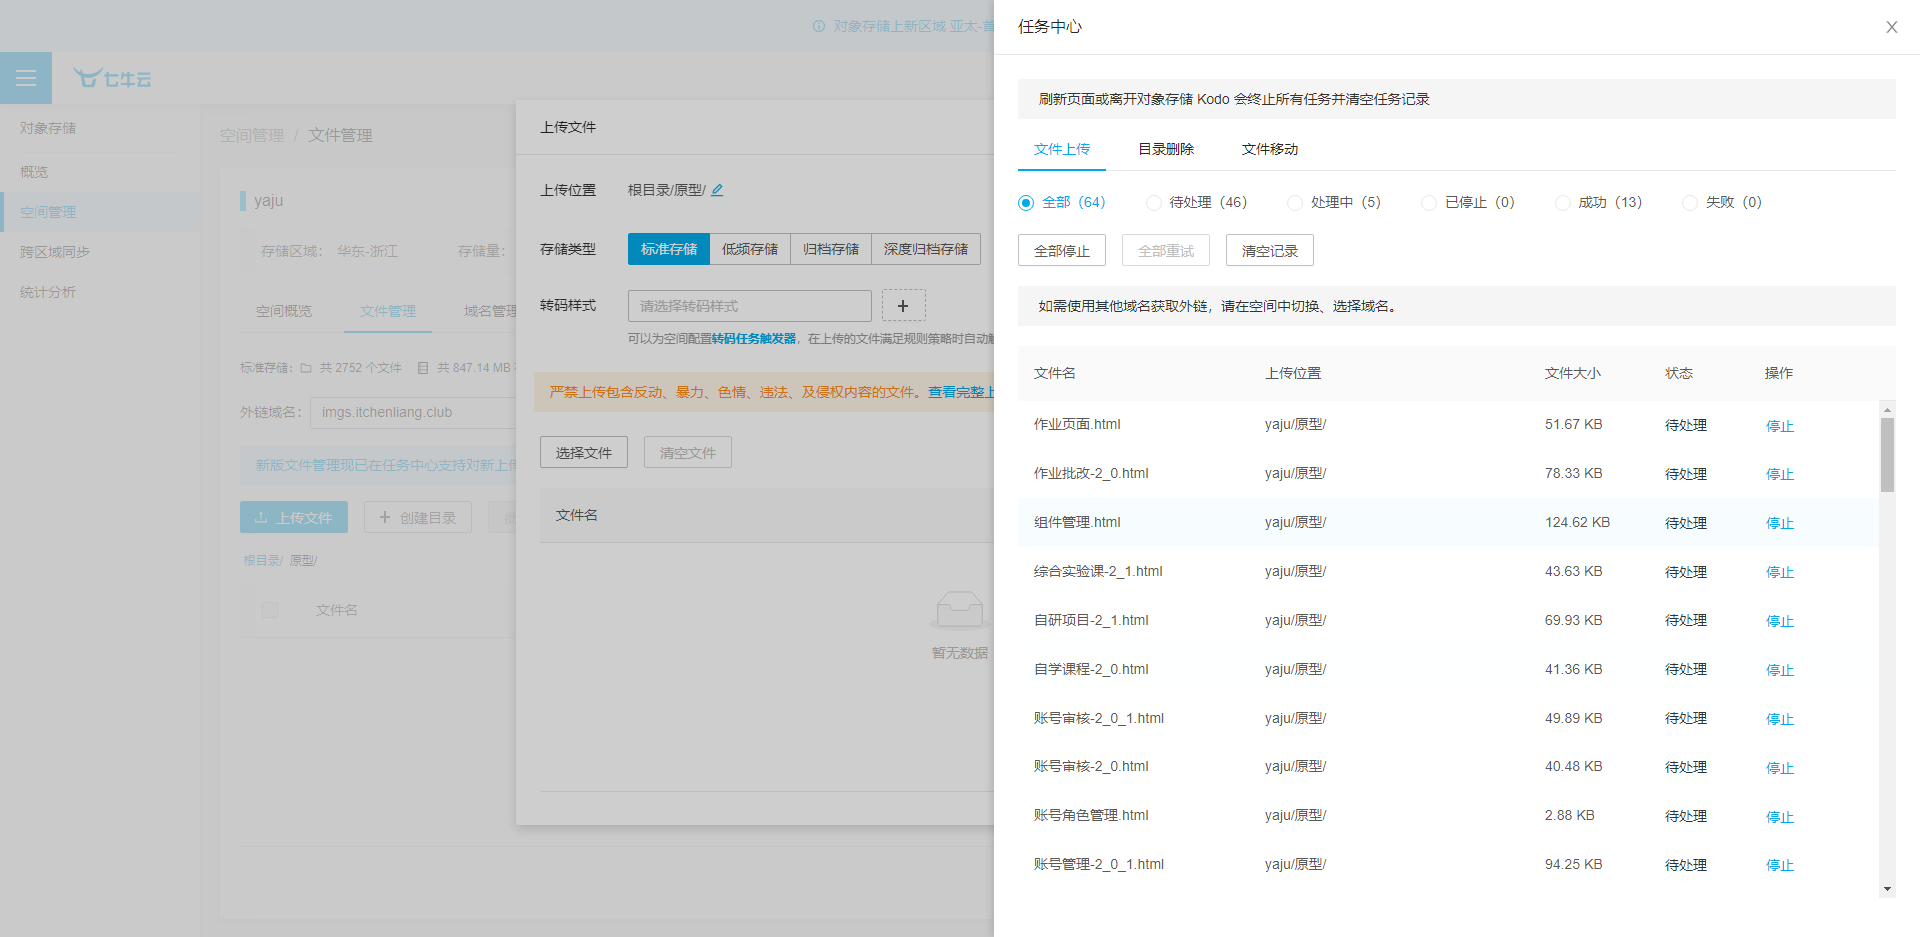 对象存储上新区域 亚太-首
七牛云
对象存储
概览
空间管理
跨区域同步
统计分析
空间管理 / 文件管理
yaju
存储区域： 华东-浙江 存储量：
空间概览 文件管理 域名管理
标准存储： 共 2752 个文件 共 847.14 MB
外链域名： imgs.itchenliang.club
新版文件管理现已在任务中心支持对新上传
上传文件 创建目录
根目录/ 原型/
文件名
上传文件
上传位置 根目录/原型/
存储类型 标准存储 低频存储 归档存储 深度归档存储
转码样式 请选择转码样式 +
可以为空间配置转码任务触发器，在上传的文件满足规则策略时自动触
严禁上传包含反动、暴力、色情、违法、及侵权内容的文件。查看完整上
选择文件 清空文件
文件名
暂无数据
任务中心
刷新页面或离开对象存储 Kodo 会终止所有任务并清空任务记录
文件上传 目录删除 文件移动
全部（64） 待处理（46） 处理中（5） 已停止（0） 成功（13） 失败（0）
全部停止 全部重试 清空记录
如需使用其他域名获取外链，请在空间中切换、选择域名。
文件名 上传位置 文件大小 状态 操作
作业页面.html yaju/原型/ 51.67 KB 待处理 停止
作业批改-2_0.html yaju/原型/ 78.33 KB 待处理 停止
组件管理.html yaju/原型/ 124.62 KB 待处理 停止
综合实验课-2_1.html yaju/原型/ 43.63 KB 待处理 停止
自研项目-2_1.html yaju/原型/ 69.93 KB 待处理 停止
自学课程-2_0.html yaju/原型/ 41.36 KB 待处理 停止
账号审核-2_0_1.html yaju/原型/ 49.89 KB 待处理 停止
账号审核-2_0.html yaju/原型/ 40.48 KB 待处理 停止
账号角色管理.html yaju/原型/ 2.88 KB 待处理 停止
账号管理-2_0_1.html yaju/原型/ 94.25 KB 待处理 停止